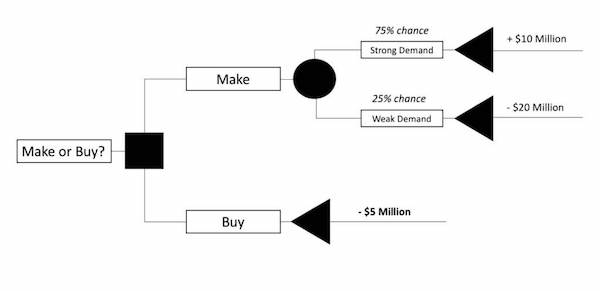 75% chance
+ $10 Million
Strong Demand
Make
25% chance
- $20 Million
Weak Demand
Make or Buy?
- $5 Million
Buy